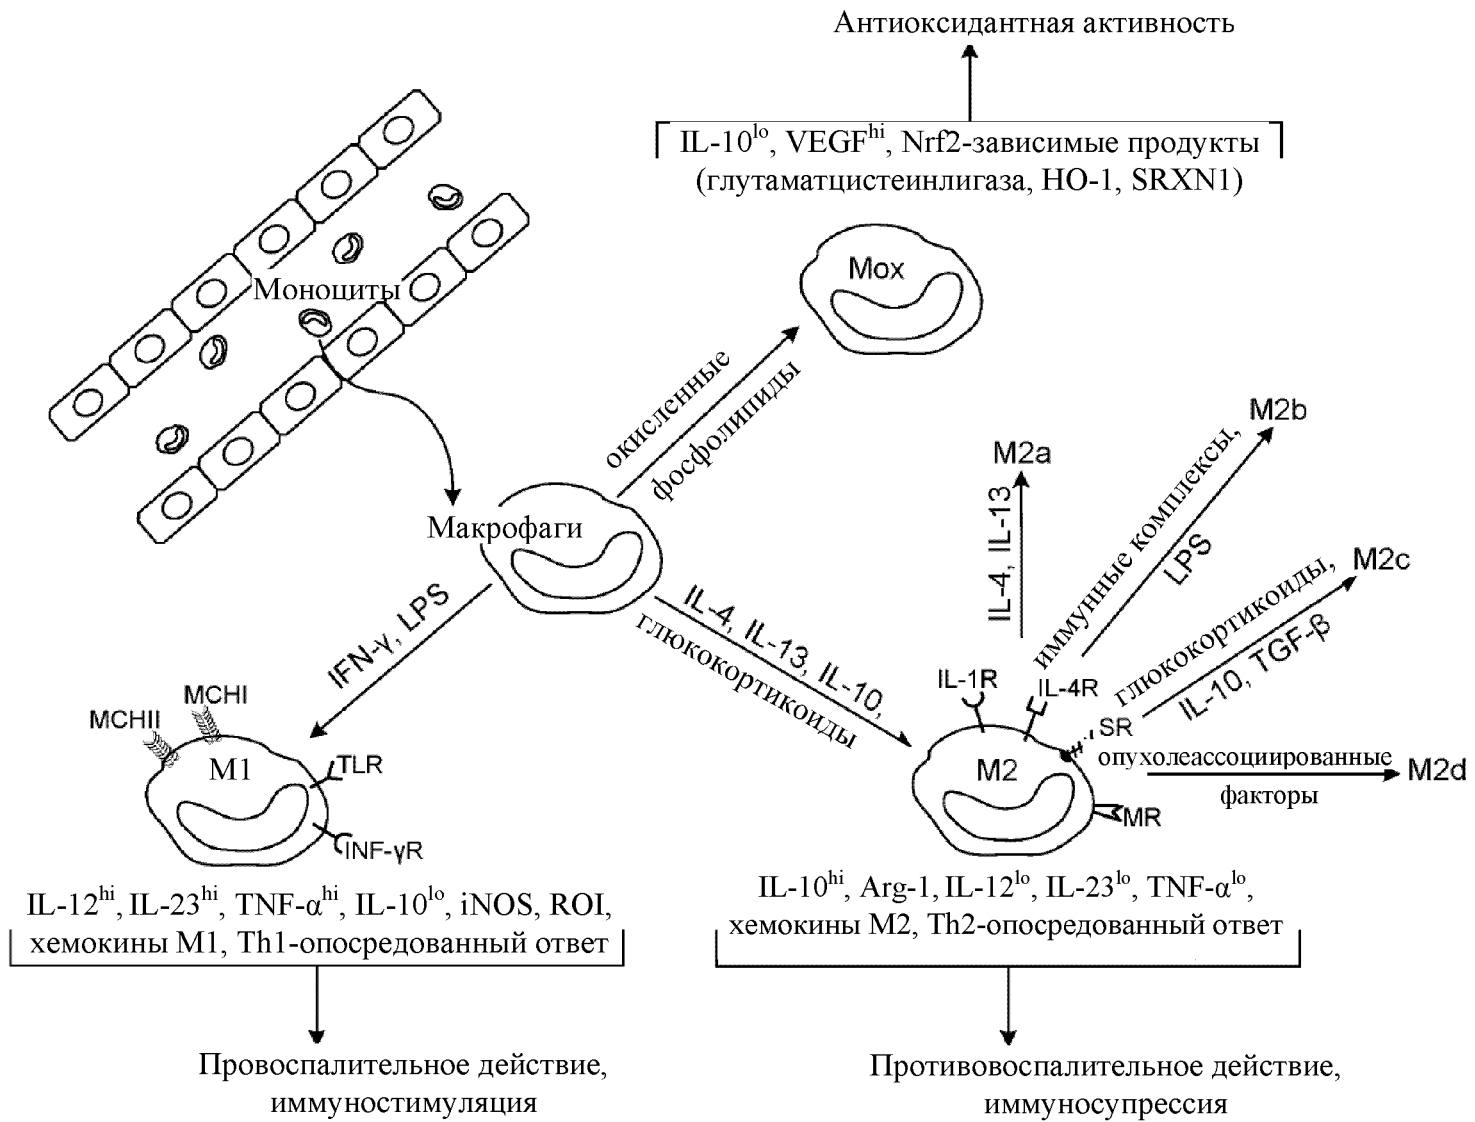 Антиоксидантная активность
IL-10lo, VEGFhi, Nrf2-зависимые продукты
(глутаматцистеинлигаза, HO-1, SRXN1)
Mox
Моноциты
окисленные
фосфолипиды
Макрофаги
M2a
IL-4, IL-13
M2b
иммунные комплексы,
LPS
M2c
глюкокортикоиды,
IL-10, TGF-β
IFN-γ, LPS
IL-4, IL-13, IL-10,
глюкокортикоиды
MCHI
MCHII
M1
TLR
INF-γR
IL-1R
IL-4R
SR
M2
MR
опухолеассоциированные
факторы
M2d
IL-12hi, IL-23hi, TNF-αhi, IL-10lo, iNOS, ROI,
хемокины M1, Th1-опосредованный ответ
IL-10hi, Arg-1, IL-12lo, IL-23lo, TNF-αlo,
хемокины M2, Th2-опосредованный ответ
Провоспалительное действие,
иммуностимуляция
Противовоспалительное действие,
иммуносупрессия